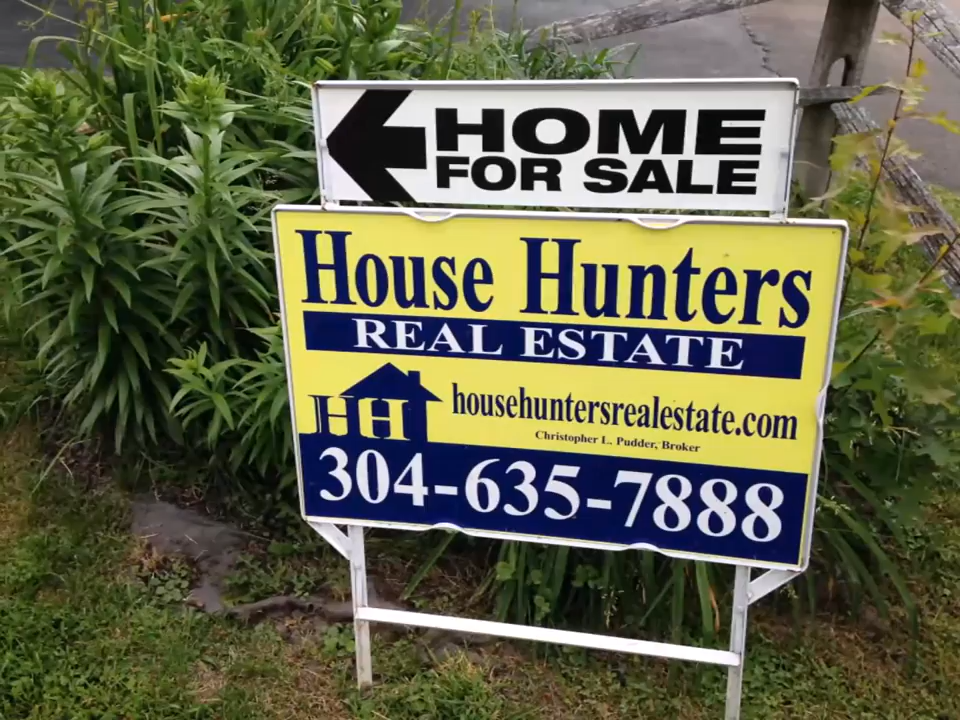 HOME
FOR SALE
House Hunters
REAL ESTATE
HH
househuntersrealestate.com
Christopher L. Pudder, Broker
304-635-7888